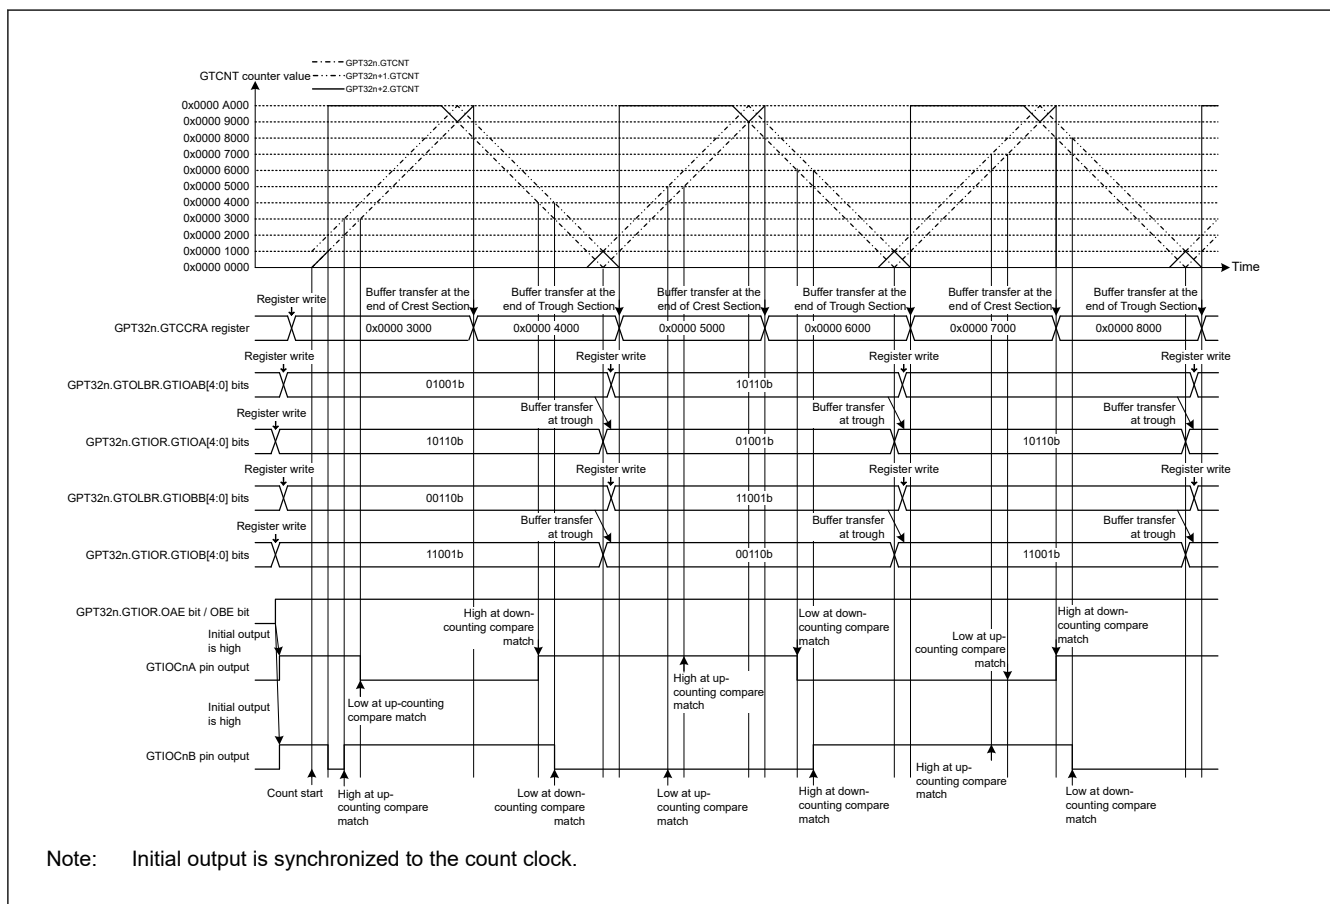 GPT32n.GTCNT
GTCNT counter value
GPT32n+1.GTCNT
GPT32n+2.GTCNT
0x0000 A000
0x0000 9000
0x0000 8000
0x0000 7000
0x0000 6000
0x0000 5000
0x0000 4000
0x0000 3000
0x0000 2000
0x0000 1000
0x0000 0000
Time
Register write
Buffer transfer at the
end of Crest Section
Buffer transfer at the
end of Trough Section
Buffer transfer at the
end of Crest Section
Buffer transfer at the
end of Trough Section
Buffer transfer at the
end of Crest Section
Buffer transfer at the
end of Trough Section
GPT32n.GTCCRA register
0x0000 3000
0x0000 4000
0x0000 5000
0x0000 6000
0x0000 7000
0x0000 8000
Register write
Register write
Register write
Register write
GPT32n.GTOLBR.GTIOAB[4:0] bits
01001b
10110b
Register write
Buffer transfer
at trough
Buffer transfer
at trough
Buffer transfer
at trough
GPT32n.GTIOR.GTIOA[4:0] bits
10110b
01001b
10110b
Register write
Register write
Register write
Register write
GPT32n.GTOLBR.GTIOBB[4:0] bits
00110b
11001b
Register write
Buffer transfer
at trough
Buffer transfer
at trough
Buffer transfer
at trough
GPT32n.GTIOR.GTIOB[4:0] bits
11001b
00110b
11001b
GPT32n.GTIOR.OAE bit / OBE bit
Initial output
is high
High at down-
counting compare
match
Low at down-
counting compare
match
Low at up-
counting compare
match
High at down-
counting compare
match
GTIOCnA pin output
Low at up-counting
compare match
High at up-
counting compare
match
Initial output
is high
GTIOCnB pin output
Count start
High at up-
counting compare
match
Low at down-
counting compare
match
Low at up-
counting compare
match
High at down-
counting compare
match
High at up-
counting compare
match
Low at down-
counting compare
match
Note: Initial output is synchronized to the count clock.